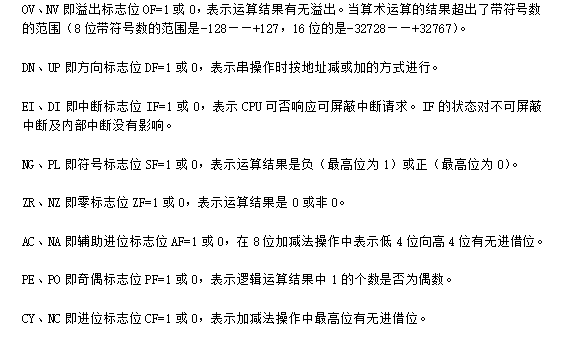 OV、NV 即溢出标志位 OF=1 或 0，表示运算结果有无溢出。当算术运算的结果超出了带符号数
的范围（8 位带符号数的范围是-128——+127，16 位的是-32728——+32767）。
DN、UP 即方向标志位 DF=1 或 0，表示串操作时按地址减或加的方式进行。
EI、DI 即中断标志位 IF=1 或 0，表示 CPU 可否响应可屏蔽中断请求。IF 的状态对不可屏蔽
中断及内部中断没有影响。
NG、PL 即符号标志位 SF=1 或 0，表示运算结果是负（最高位为 1）或正（最高位为 0）。
ZR、NZ 即零标志位 ZF=1 或 0，表示运算结果是 0 或非 0。
AC、NA 即辅助进位标志位 AF=1 或 0，在 8 位加减法操作中表示低 4 位向高 4 位有无进借位。
PE、PO 即奇偶标志位 PF=1 或 0，表示逻辑运算结果中 1 的个数是否为偶数。
CY、NC 即进位标志位 CF=1 或 0，表示加减法操作中最高位有无进借位。